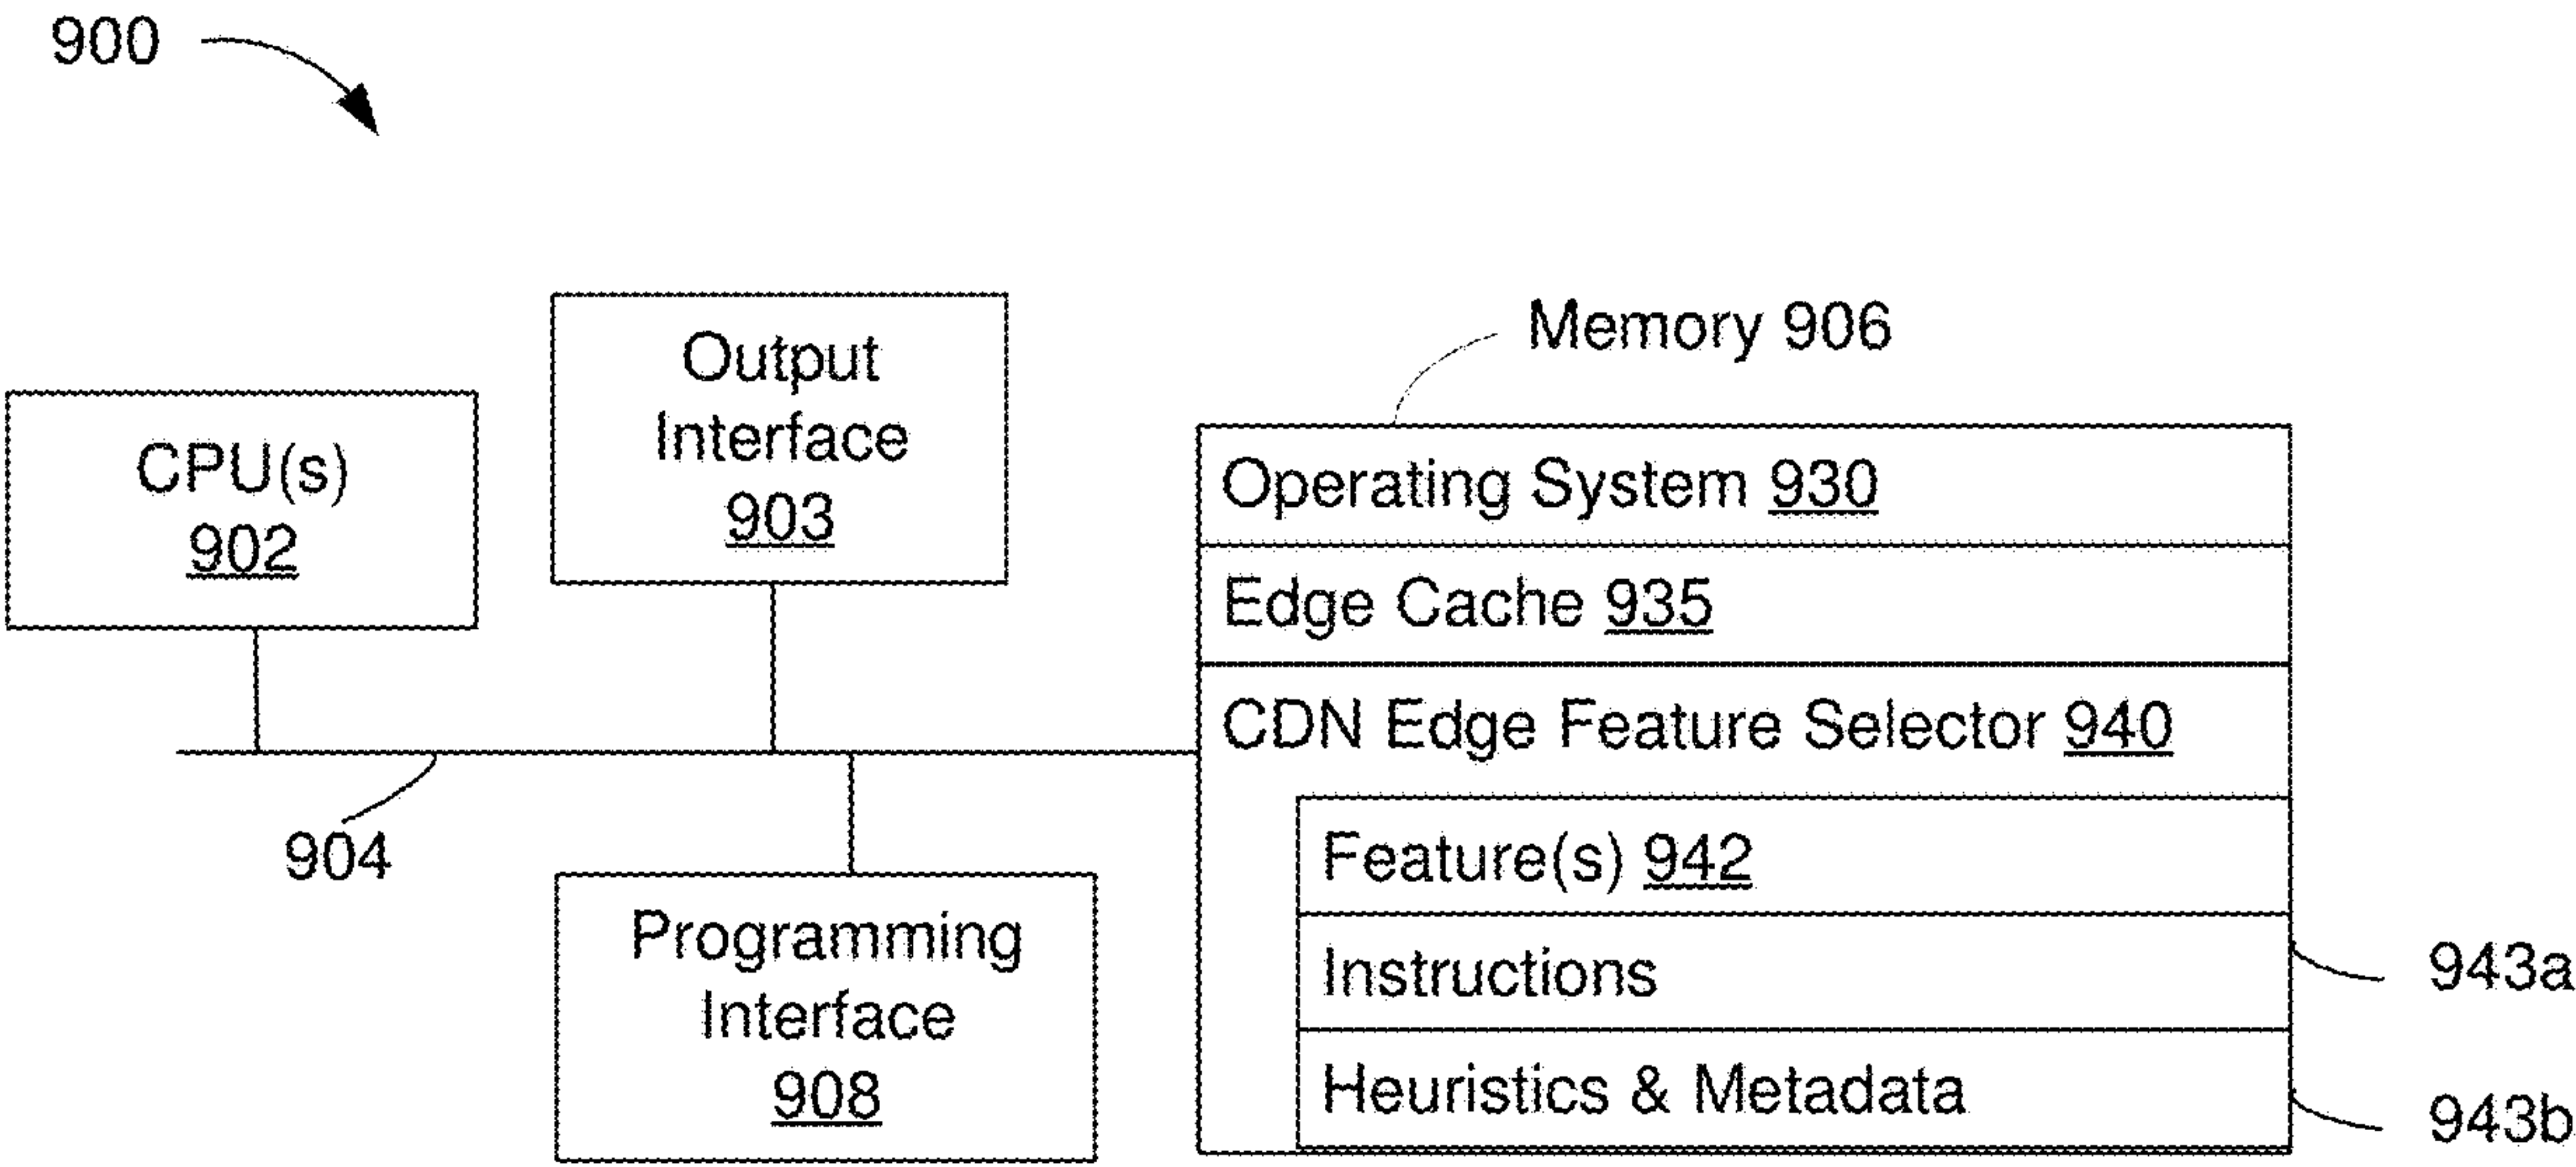 900
Output
Interface
903
Memory 906
CPU(s)
902
Operating System 930
Edge Cache 935
CDN Edge Feature Selector 940
904
Feature(s) 942
Programming
Interface
908
Instructions
943a
Heuristics & Metadata
943b